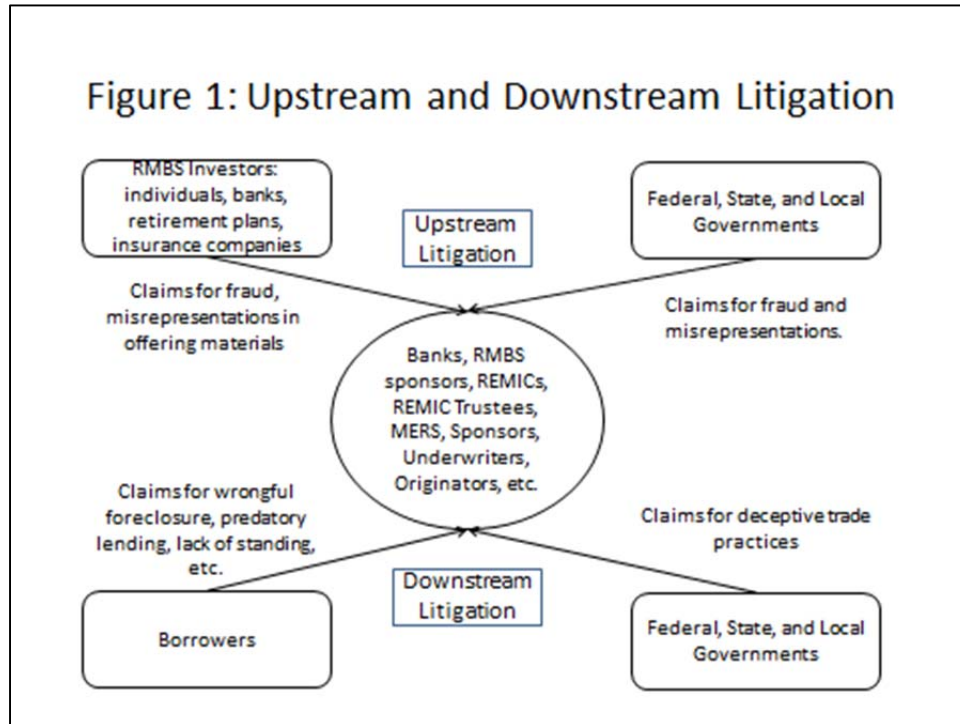 Figure 1: Upstream and Downstream Litigation
RMBS Investors:
individuals, banks,
retirement plans,
insurance companies
Upstream
Litigation
Federal, State, and Local
Governments
Claims for fraud,
misrepresentations in
offering materials
Claims for fraud and
misrepresentations.
Banks, RMBS
sponsors, REMICs,
REMIC Trustees,
MERS, Sponsors,
Underwriters,
Originators, etc.
Claims for wrongful
foreclosure, predatory
lending, lack of standing,
etc.
Claims for deceptive trade
practices
Downstream
Litigation
Borrowers
Federal, State, and Local
Governments